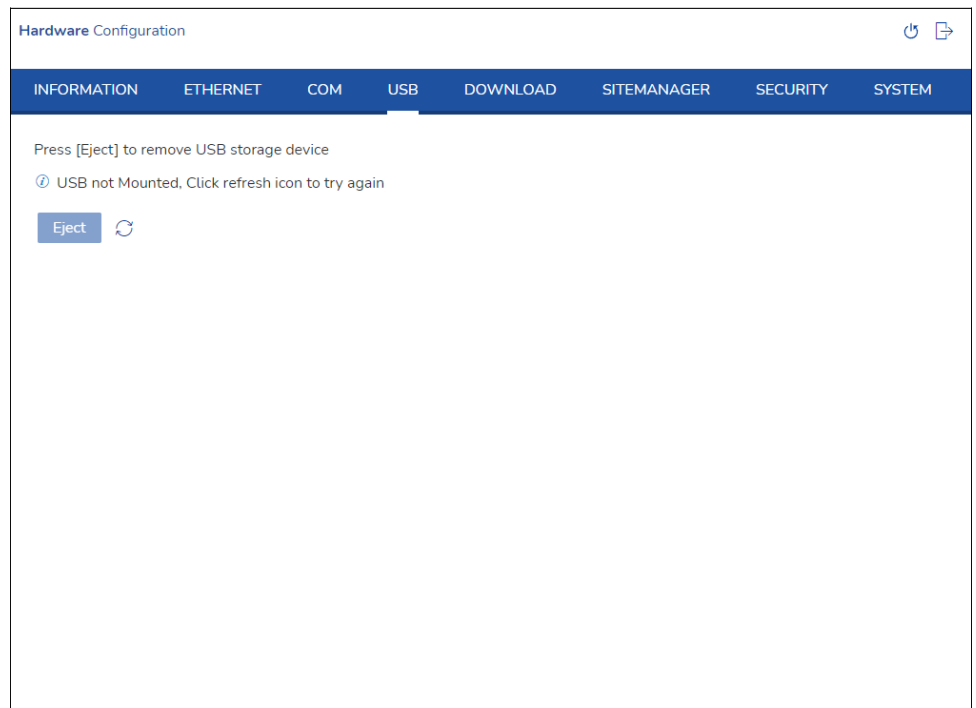 Hardware Configuration
INFORMATION ETHERNET COM USB DOWNLOAD SITEMANAGER SECURITY SYSTEM
Press [Eject] to remove USB storage device
USB not Mounted, Click refresh icon to try again
Eject